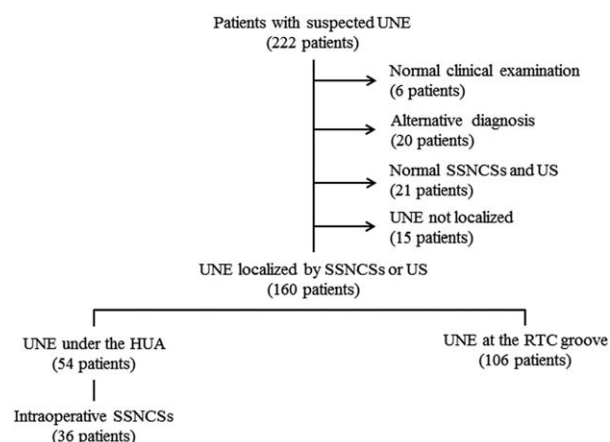 Patients with suspected UNE
(222 patients)
Normal clinical examination
(6 patients)
Alternative diagnosis
(20 patients)
Normal SSNCSs and US
(21 patients)
UNE not localized
(15 patients)
UNE localized by SSNCSs or US
(160 patients)
UNE under the HUA
(54 patients)
UNE at the RTC groove
(106 patients)
Intraoperative SSNCSs
(36 patients)